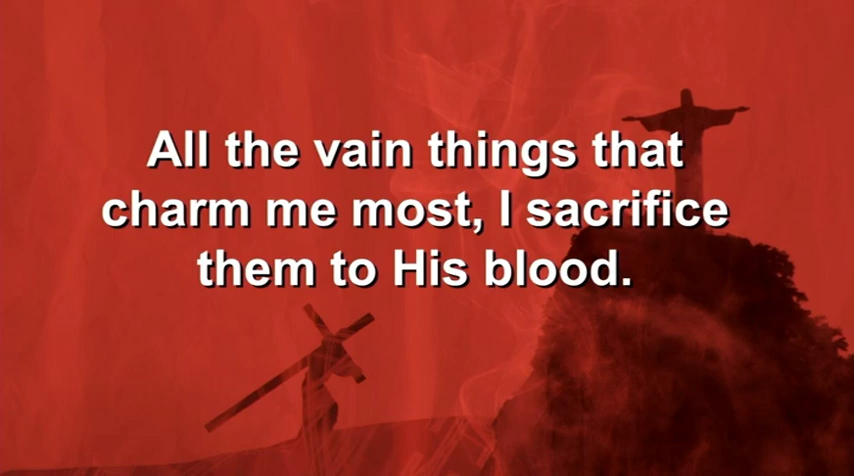 All the vain things that
charm me most, I sacrifice
them to His blood.